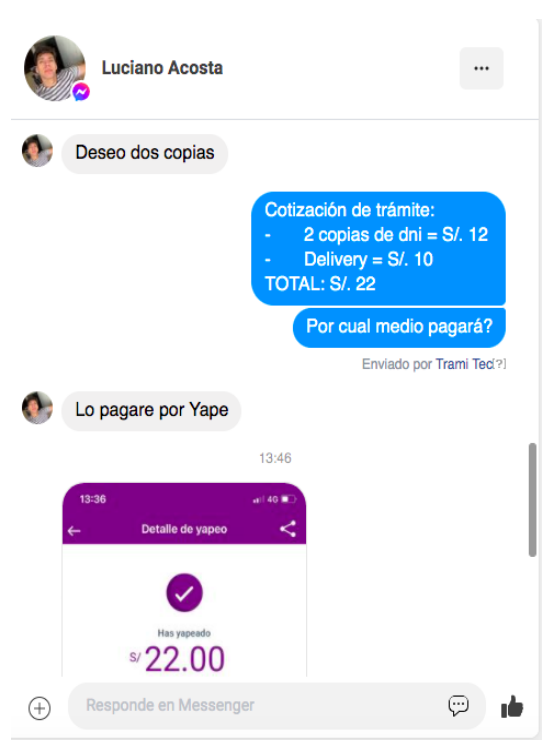 Luciano Acosta
Deseo dos copias
Cotización de trámite:
- 2 copias de dni = S/. 12
- Delivery = S/. 10
TOTAL: S/. 22
Por cual medio pagará?
Enviado por Trami Tec[?]
Lo pagare por Yape
13:46
13:36 4G
Detalle de yapeo
Has yapeado
S/ 22.00
Responde en Messenger